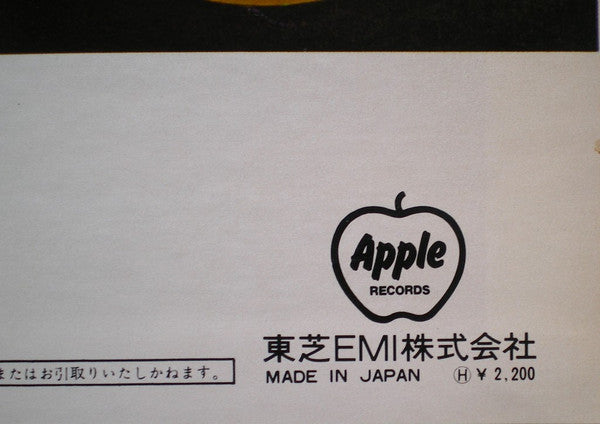 Apple
RECORDS
東芝EMI株式会社
またはお引取りいたしかねます。
MADE IN JAPAN Ⓗ ¥ 2,200